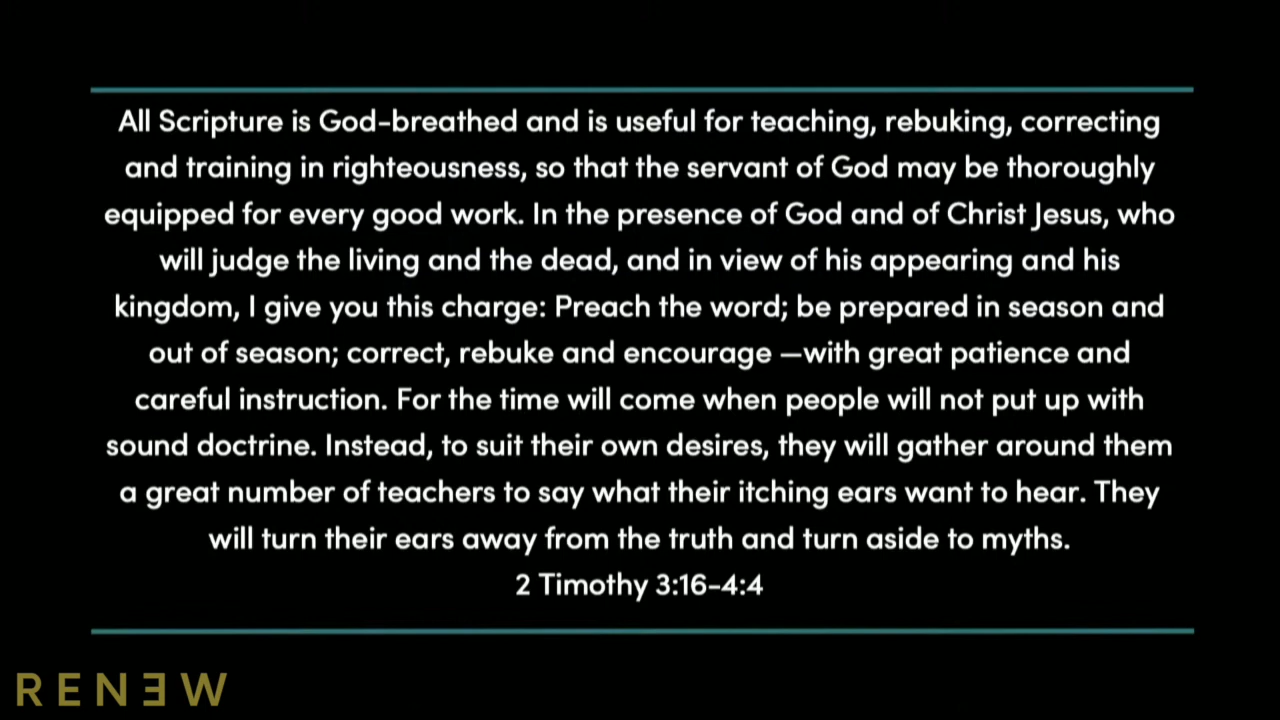 All Scripture is God-breathed and is useful for teaching, rebuking, correcting
and training in righteousness, so that the servant of God may be thoroughly
equipped for every good work. In the presence of God and of Christ Jesus, who
will judge the living and the dead, and in view of his appearing and his
kingdom, I give you this charge: Preach the word; be prepared in season and
out of season; correct, rebuke and encourage —with great patience and
careful instruction. For the time will come when people will not put up with
sound doctrine. Instead, to suit their own desires, they will gather around them
a great number of teachers to say what their itching ears want to hear. They
will turn their ears away from the truth and turn aside to myths.
2 Timothy 3:16-4:4
RENƎW